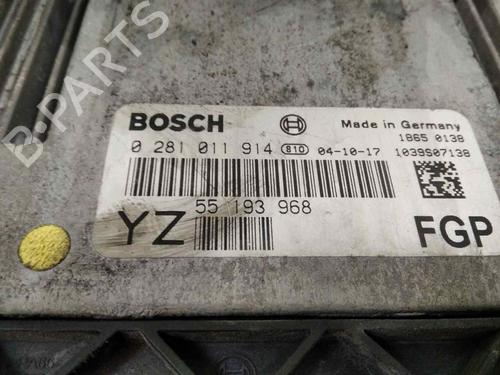 BOSCH
Made in Germany
1865 0138
0 281 011 914 810 04-10-17 1039S07138
55 193 968
YZ
FGP